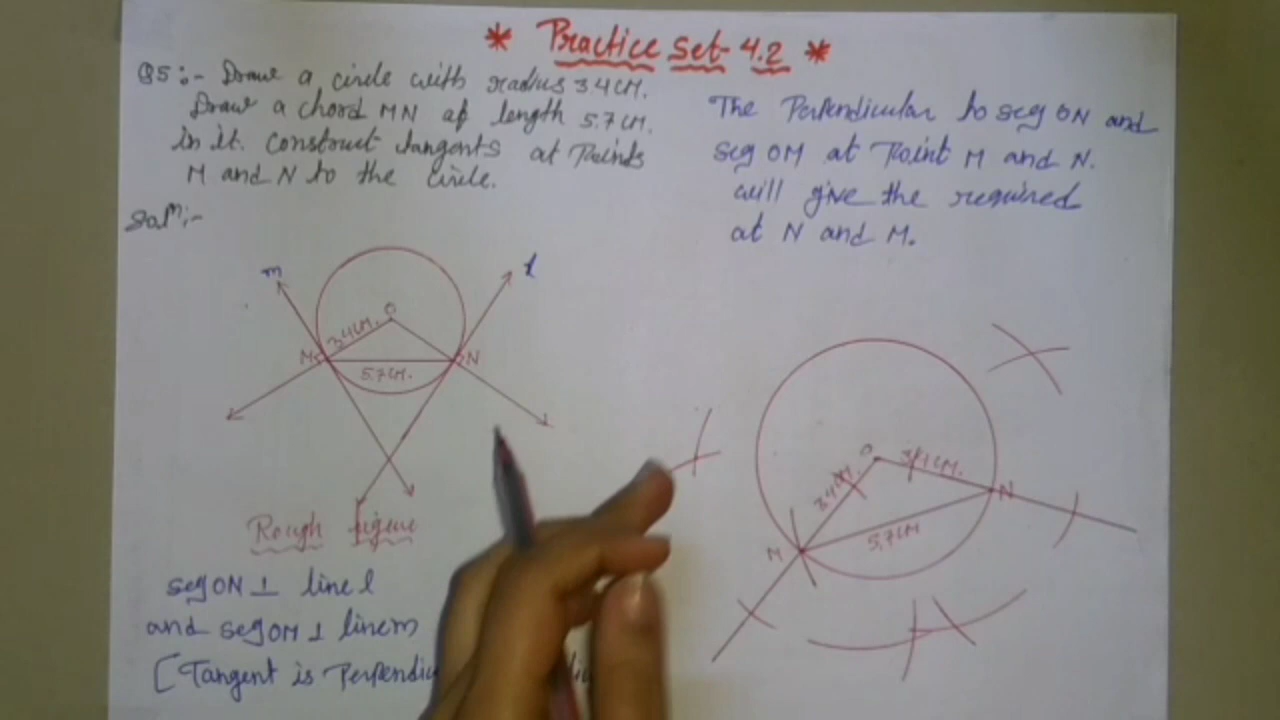 * Practice Set-4.2 *
Q5:- Draw a circle with radius 3.4 cm.
Draw a chord MN of length 5.7 cm.
in it. construct tangents at Points
M and N to the circle.
Solⁿ:-
The Perpendicular to seg ON and
seg OM at Point M and N.
will give the required
at N and M.
m
l
O
3.4 cm.
M
N
5.7 cm.
Rough figure
O
3.4 cm.
3.4 cm.
N
M
5.7 cm
seg ON ⊥ line l
and seg OM ⊥ line m
[Tangent is